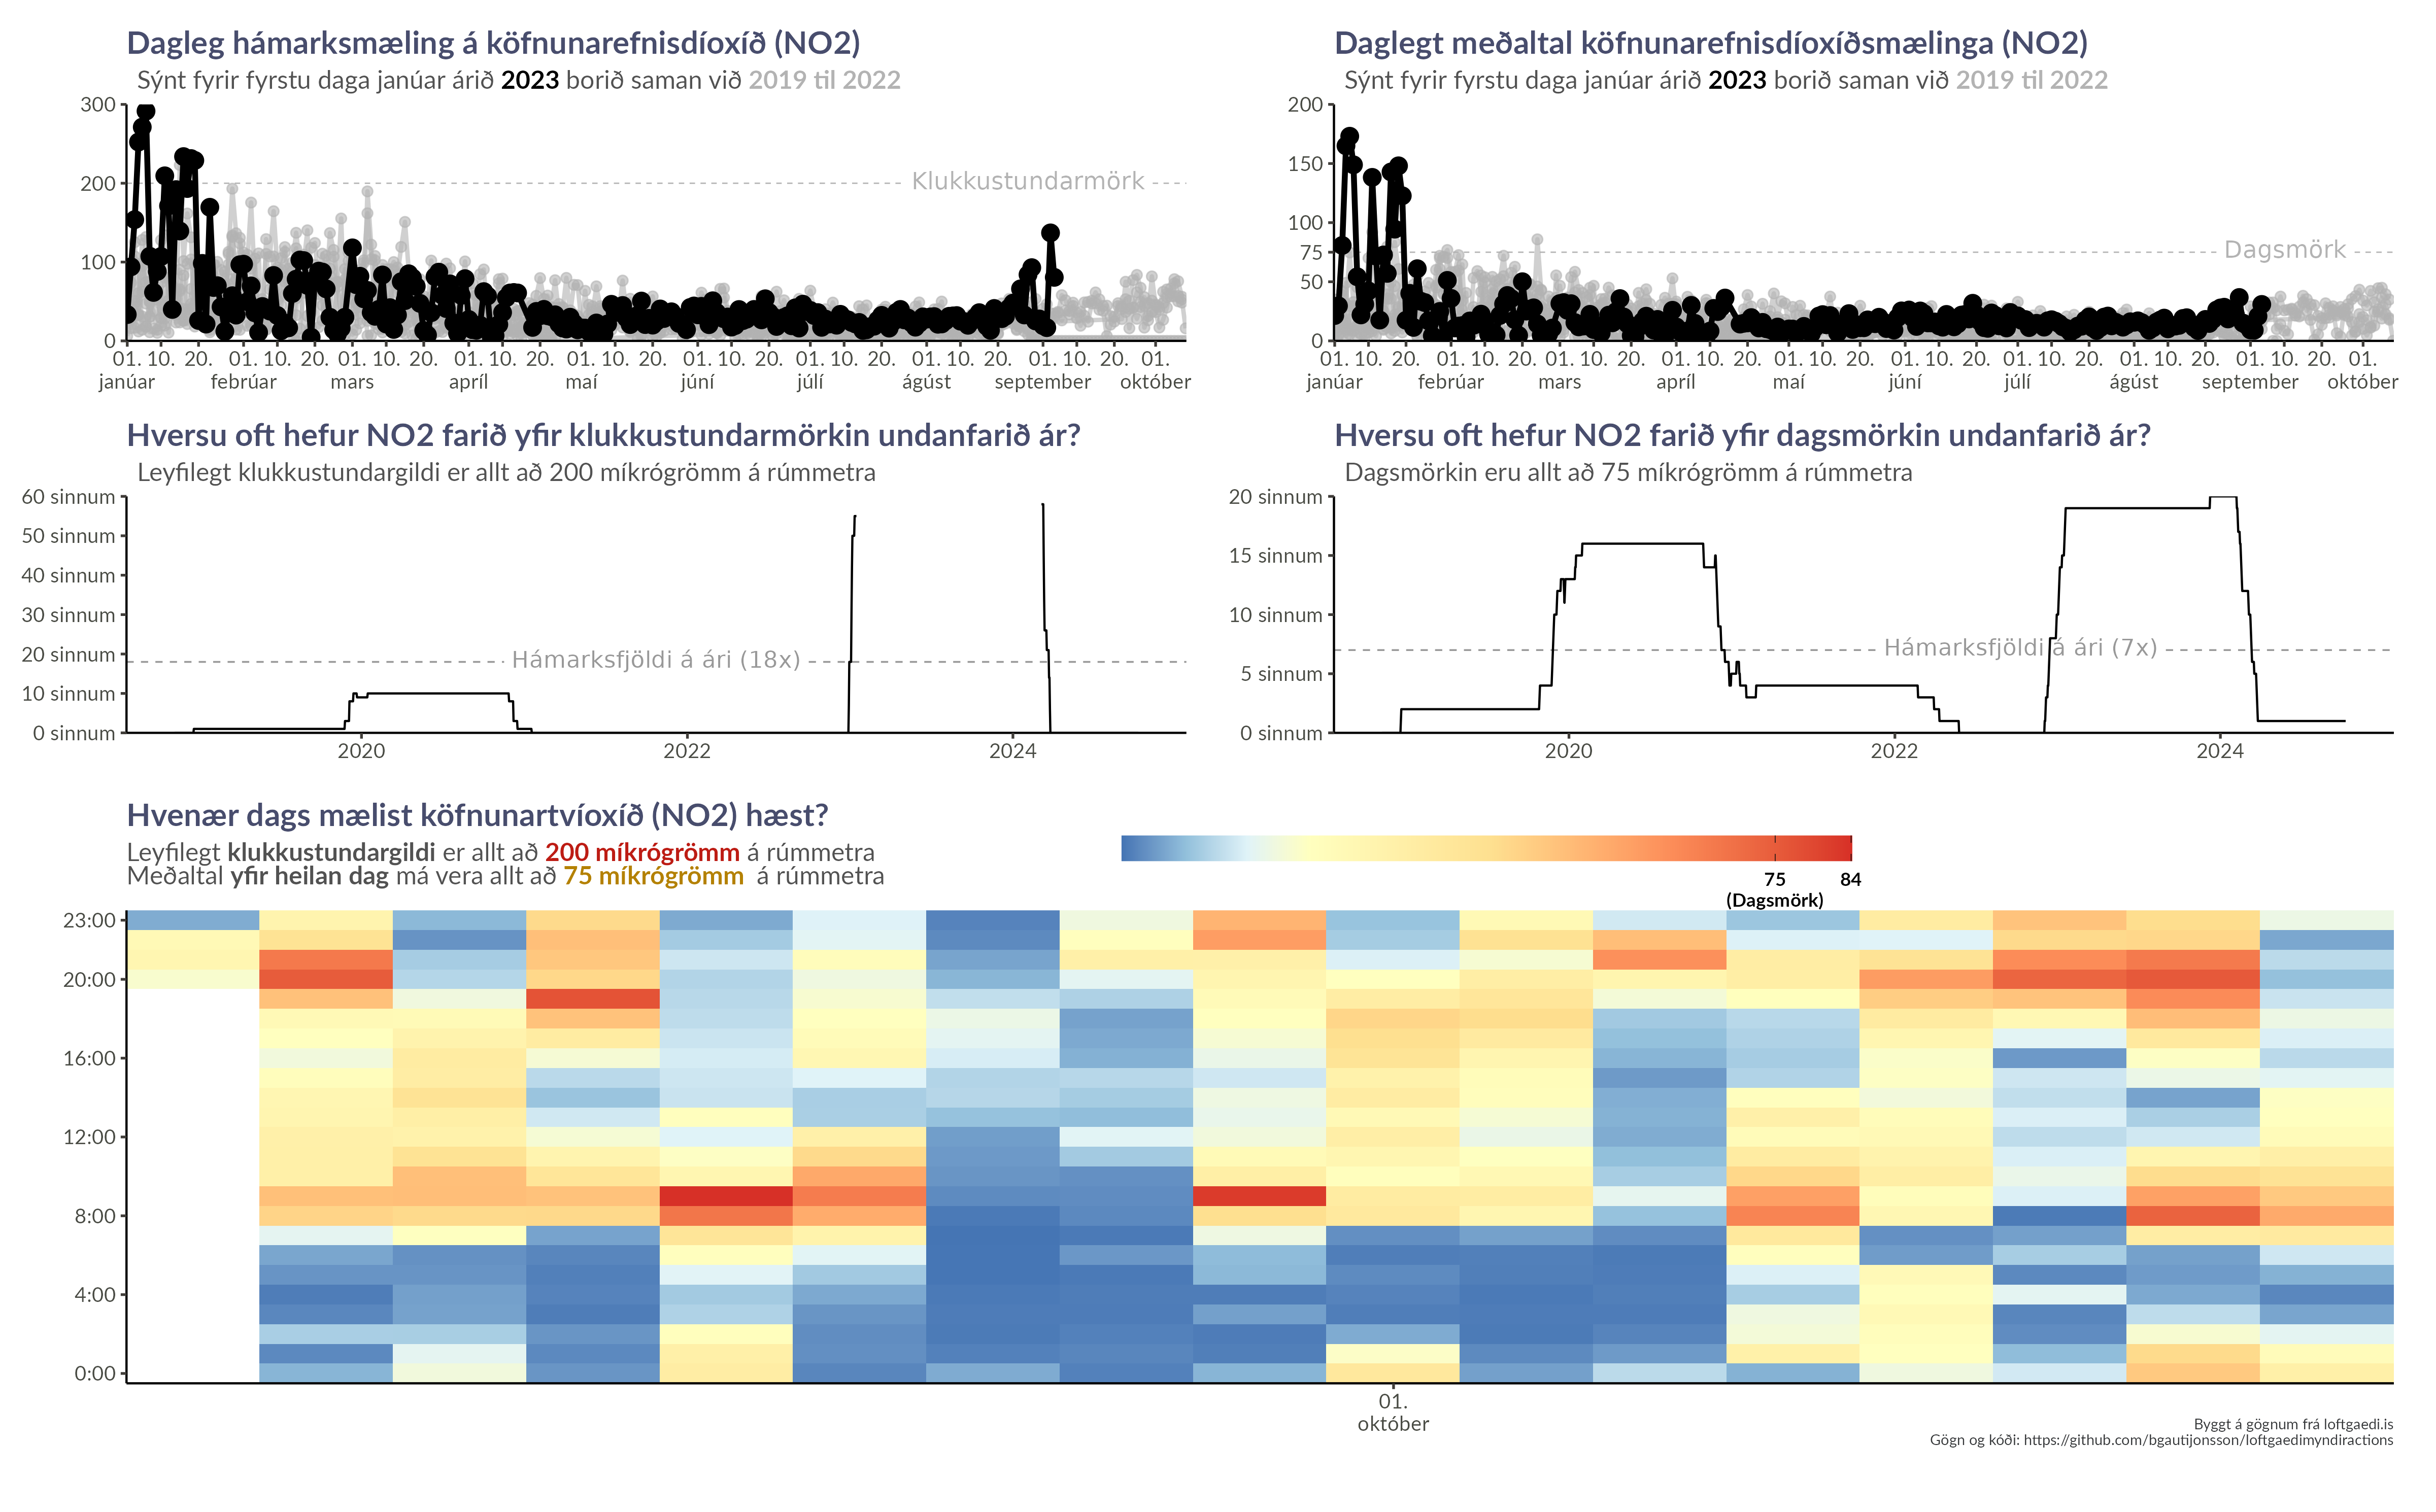 Dagleg hámarksmæling á köfnunarefnisdíoxíð (NO2)
Sýnt fyrir fyrstu daga janúar árið 2023 borið saman við 2019 til 2022
300
200
100
0
Klukkustundarmörk
01. 10. 20. 01. 10. 20. 01. 10. 20. 01. 10. 20. 01. 10. 20. 01. 10. 20. 01. 10. 20. 01. 10. 20. 01. 10. 20. 01.
janúar febrúar mars apríl maí júní júlí ágúst september október
Daglegt meðaltal köfnunarefnisdíoxíðsmælinga (NO2)
Sýnt fyrir fyrstu daga janúar árið 2023 borið saman við 2019 til 2022
200
150
100
75
50
0
Dagsmörk
01. 10. 20. 01. 10. 20. 01. 10. 20. 01. 10. 20. 01. 10. 20. 01. 10. 20. 01. 10. 20. 01. 10. 20. 01. 10. 20. 01.
janúar febrúar mars apríl maí júní júlí ágúst september október
Hversu oft hefur NO2 farið yfir klukkustundarmörkin undanfarið ár?
Leyfilegt klukkustundargildi er allt að 200 míkrógrömm á rúmmetra
60 sinnum
50 sinnum
40 sinnum
30 sinnum
20 sinnum
10 sinnum
0 sinnum
Hámarksfjöldi á ári (18x)
2020 2022 2024
Hversu oft hefur NO2 farið yfir dagsmörkin undanfarið ár?
Dagsmörkin eru allt að 75 míkrógrömm á rúmmetra
20 sinnum
15 sinnum
10 sinnum
5 sinnum
0 sinnum
Hámarksfjöldi á ári (7x)
2020 2022 2024
Hvenær dags mælist köfnunartvíoxíð (NO2) hæst?
Leyfilegt klukkustundargildi er allt að 200 míkrógrömm á rúmmetra
Meðaltal yfir heilan dag má vera allt að 75 míkrógrömm á rúmmetra
75 84
(Dagsmörk)
23:00
20:00
16:00
12:00
8:00
4:00
0:00
01.
október
Byggt á gögnum frá loftgaedi.is
Gögn og kóði: https://github.com/bgautijonsson/loftgaedimyndiractions